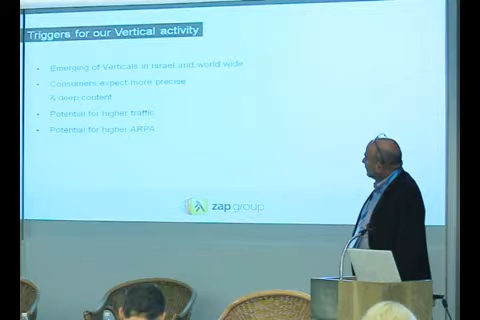 Triggers for our Vertical activity
• Emerging of Verticals in Israel and world wide
• Consumers expect more precise
& deep content
• Potential for higher traffic
• Potential for higher ARPA
zap group